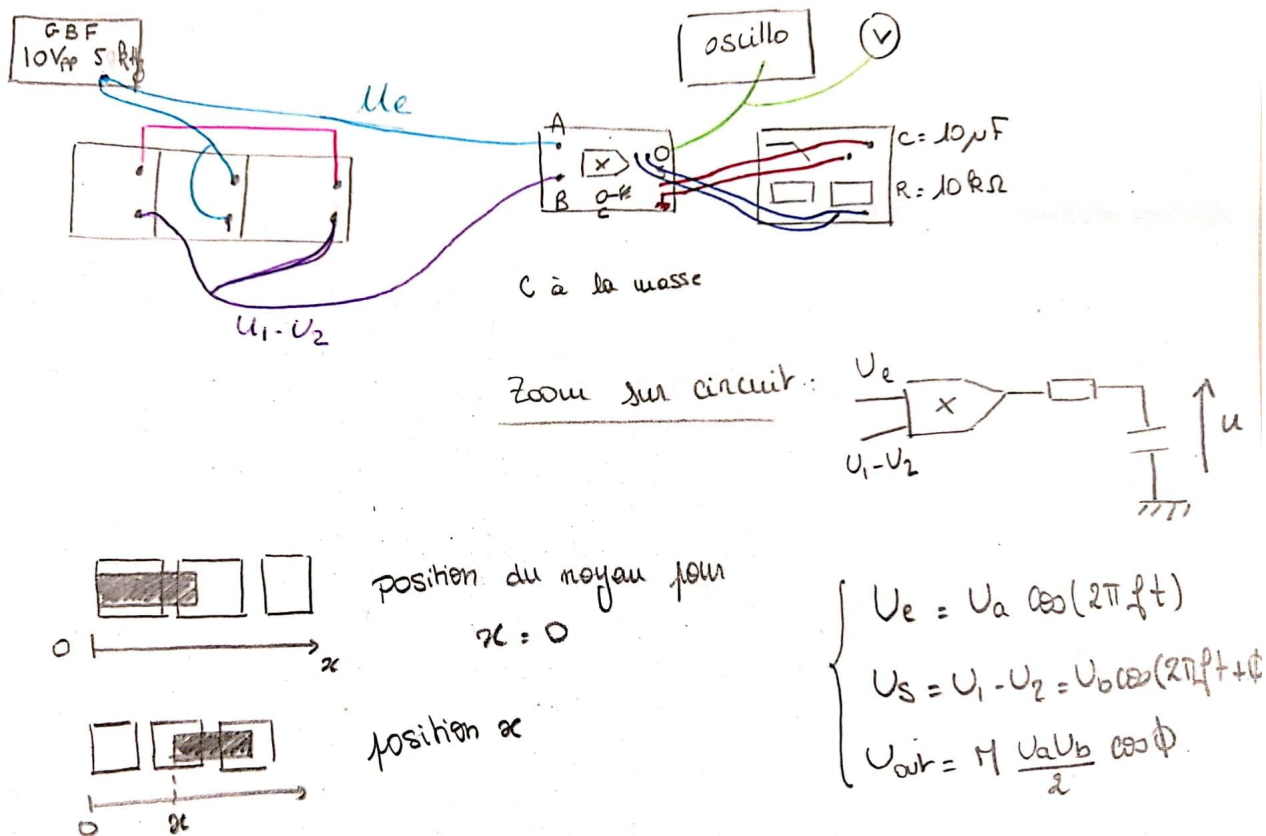 GBF
10Vpp 5 kHz
Ue
oscillo
V
A
B
X
O
C
C = 10 µF
R = 10 kΩ
U1 - U2
C à la masse
Zoom sur circuit :
Ue
X
U1 - U2
u
position du noyau pour
x = 0
0
x
position x
0
x
Ue = Ua cos(2π f t)
Us = U1 - U2 = Ub cos(2π f t + ϕ
Uout = M UaUb/2 cos ϕ